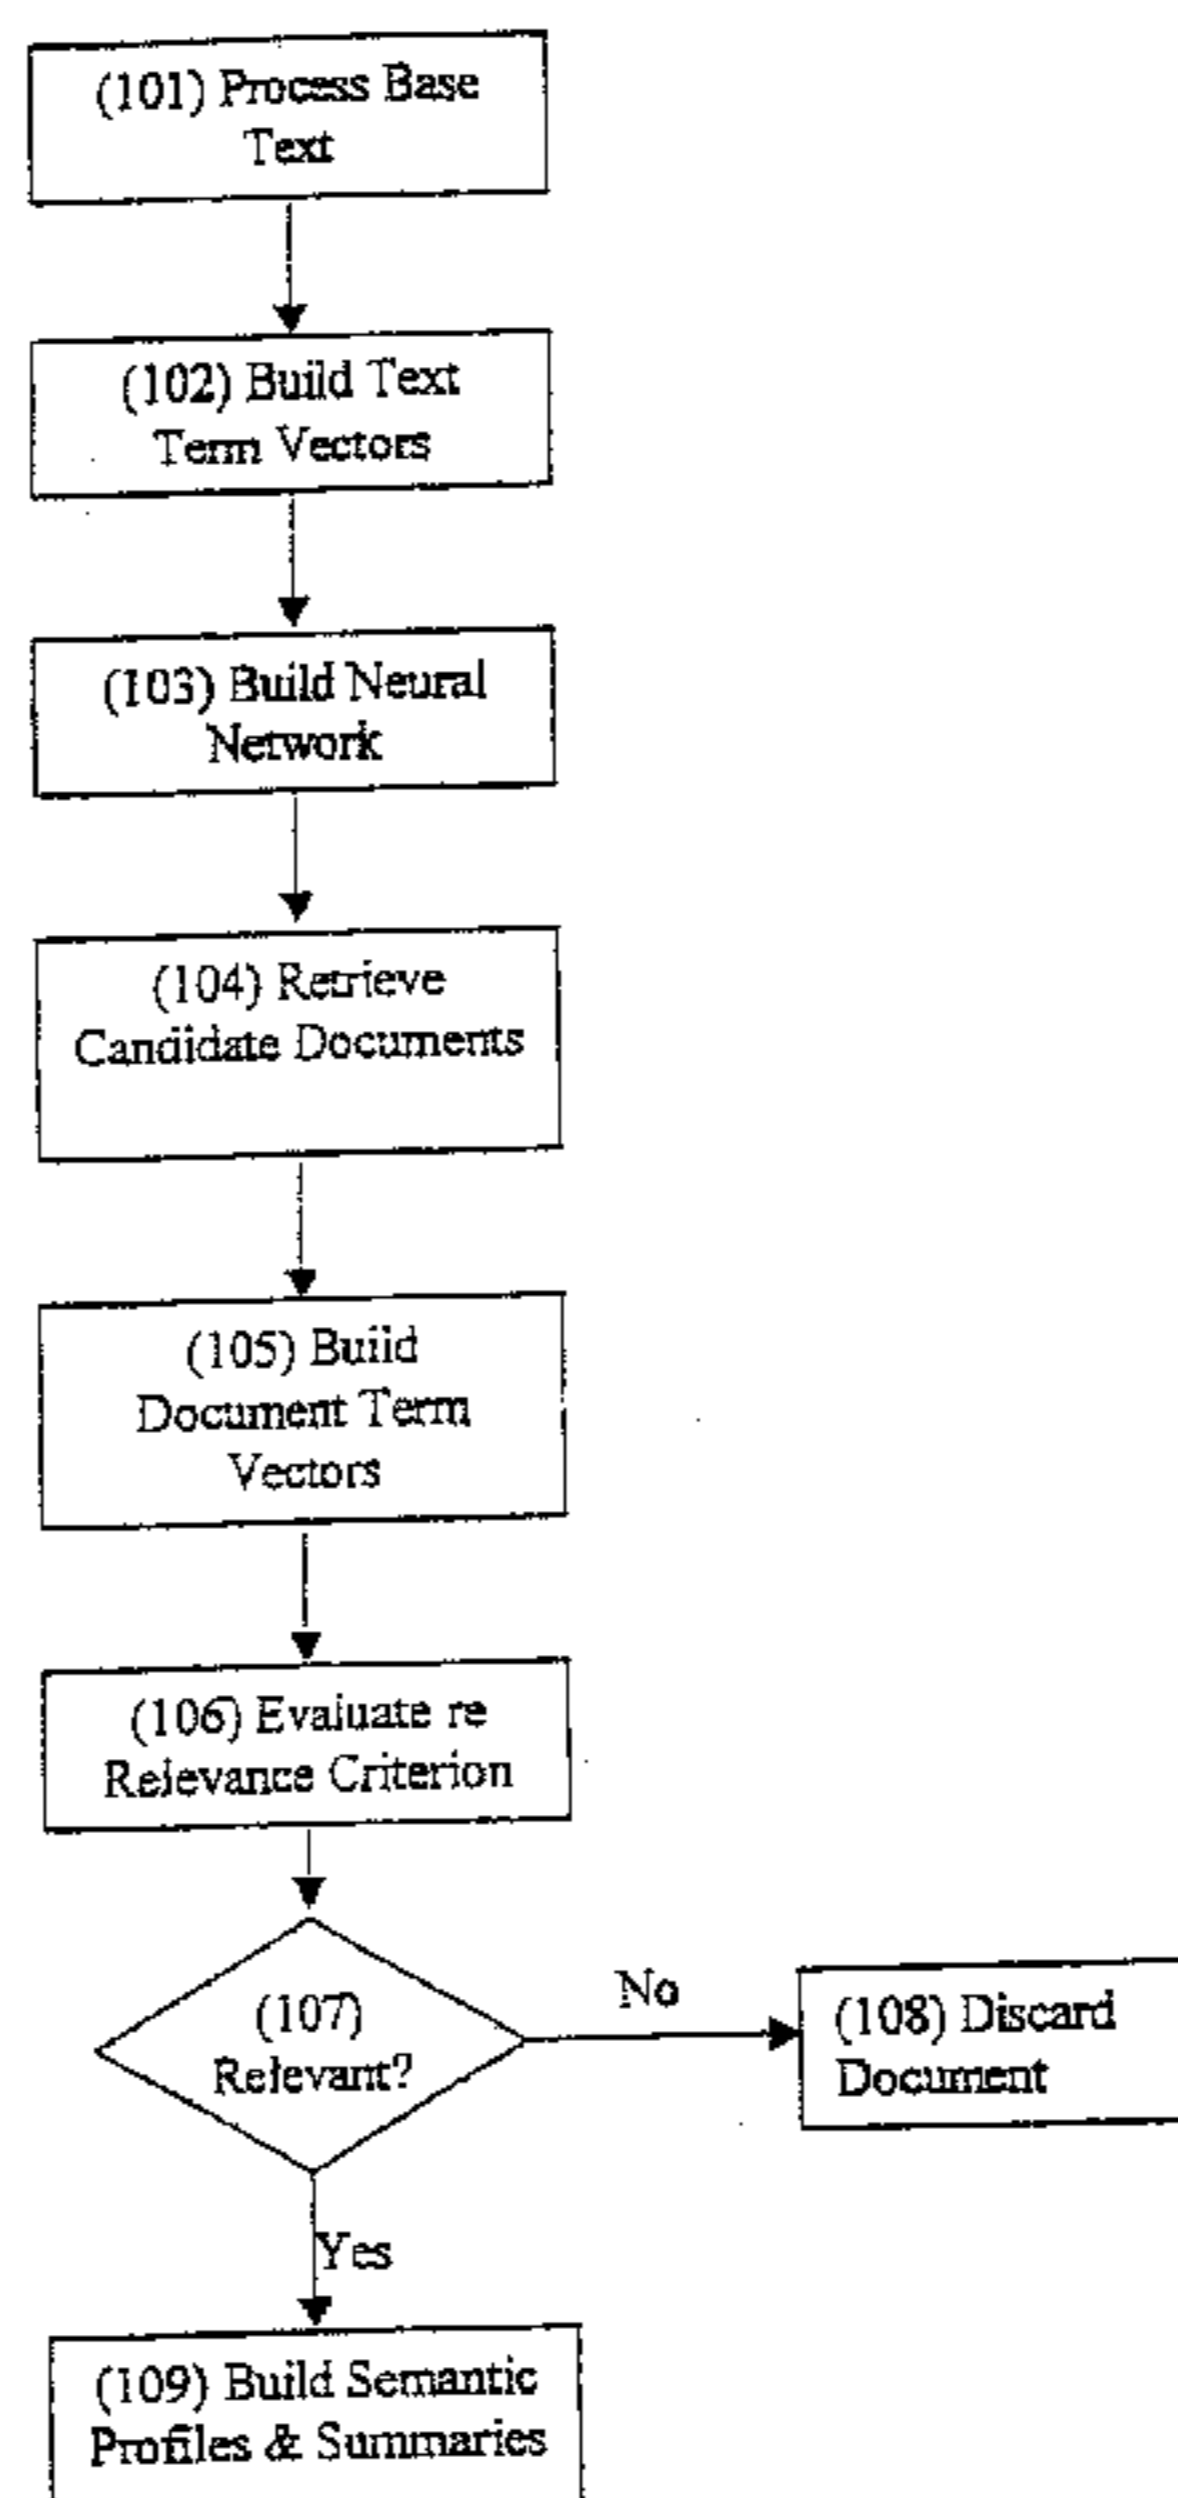 (101) Process Base
Text
(102) Build Text
Term Vectors
(103) Build Neural
Network
(104) Retrieve
Candidate Documents
(105) Build
Document Term
Vectors
(106) Evaluate re
Relevance Criterion
(107)
Relevant?
No
(108) Discard
Document
Yes
(109) Build Semantic
Profiles & Summaries